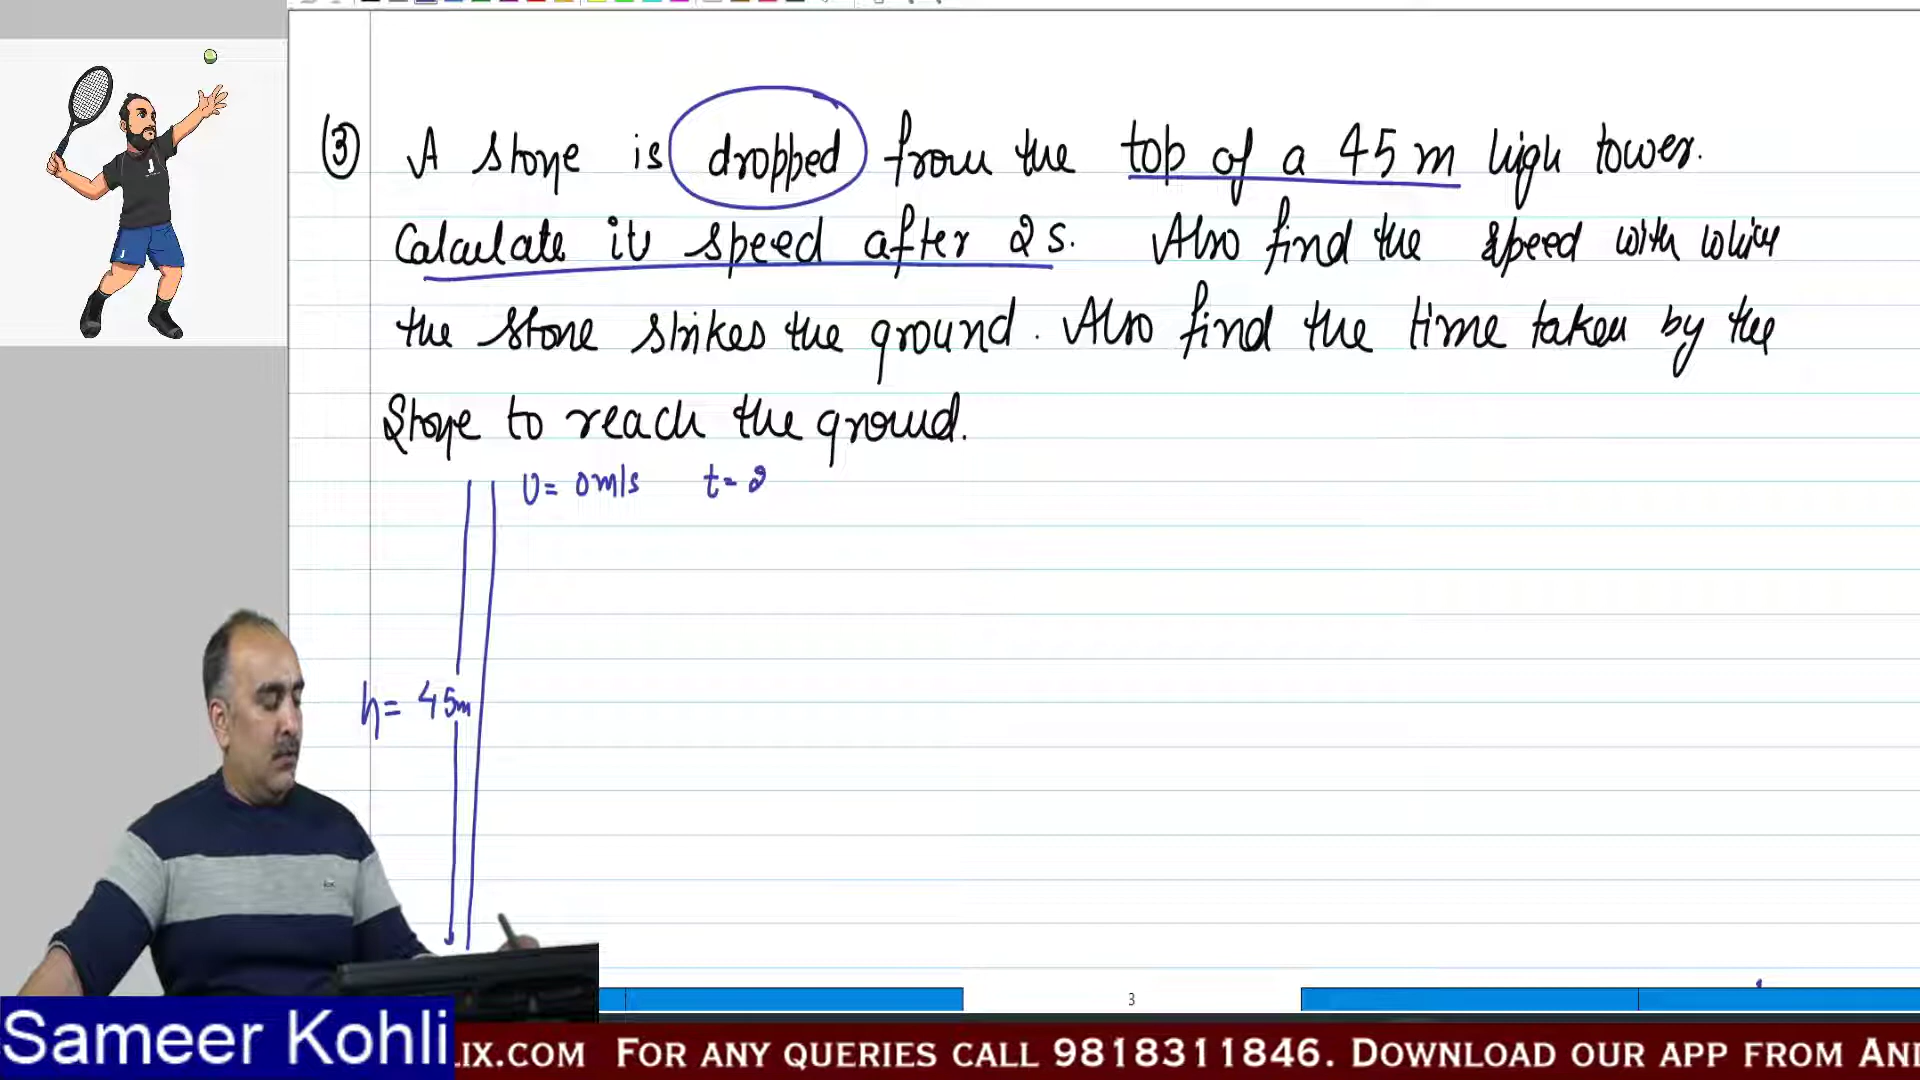 ③ A stone is dropped from the top of a 45 m high tower.
Calculate its speed after 2s. Also find the speed with which
the stone strikes the ground. Also find the time taken by the
Stone to reach the ground.
U= 0m/s t= 2
h= 45m
3
Sameer Kohli
LIX.COM FOR ANY QUERIES CALL 9818311846. DOWNLOAD OUR APP FROM AN